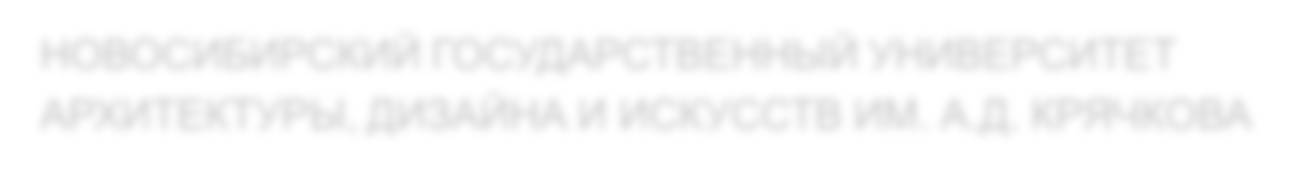 НОВОСИБИРСКИЙ ГОСУДАРСТВЕННЫЙ УНИВЕРСИТЕТ
АРХИТЕКТУРЫ, ДИЗАЙНА И ИСКУССТВ ИМ. А.Д. КРЯЧКОВА